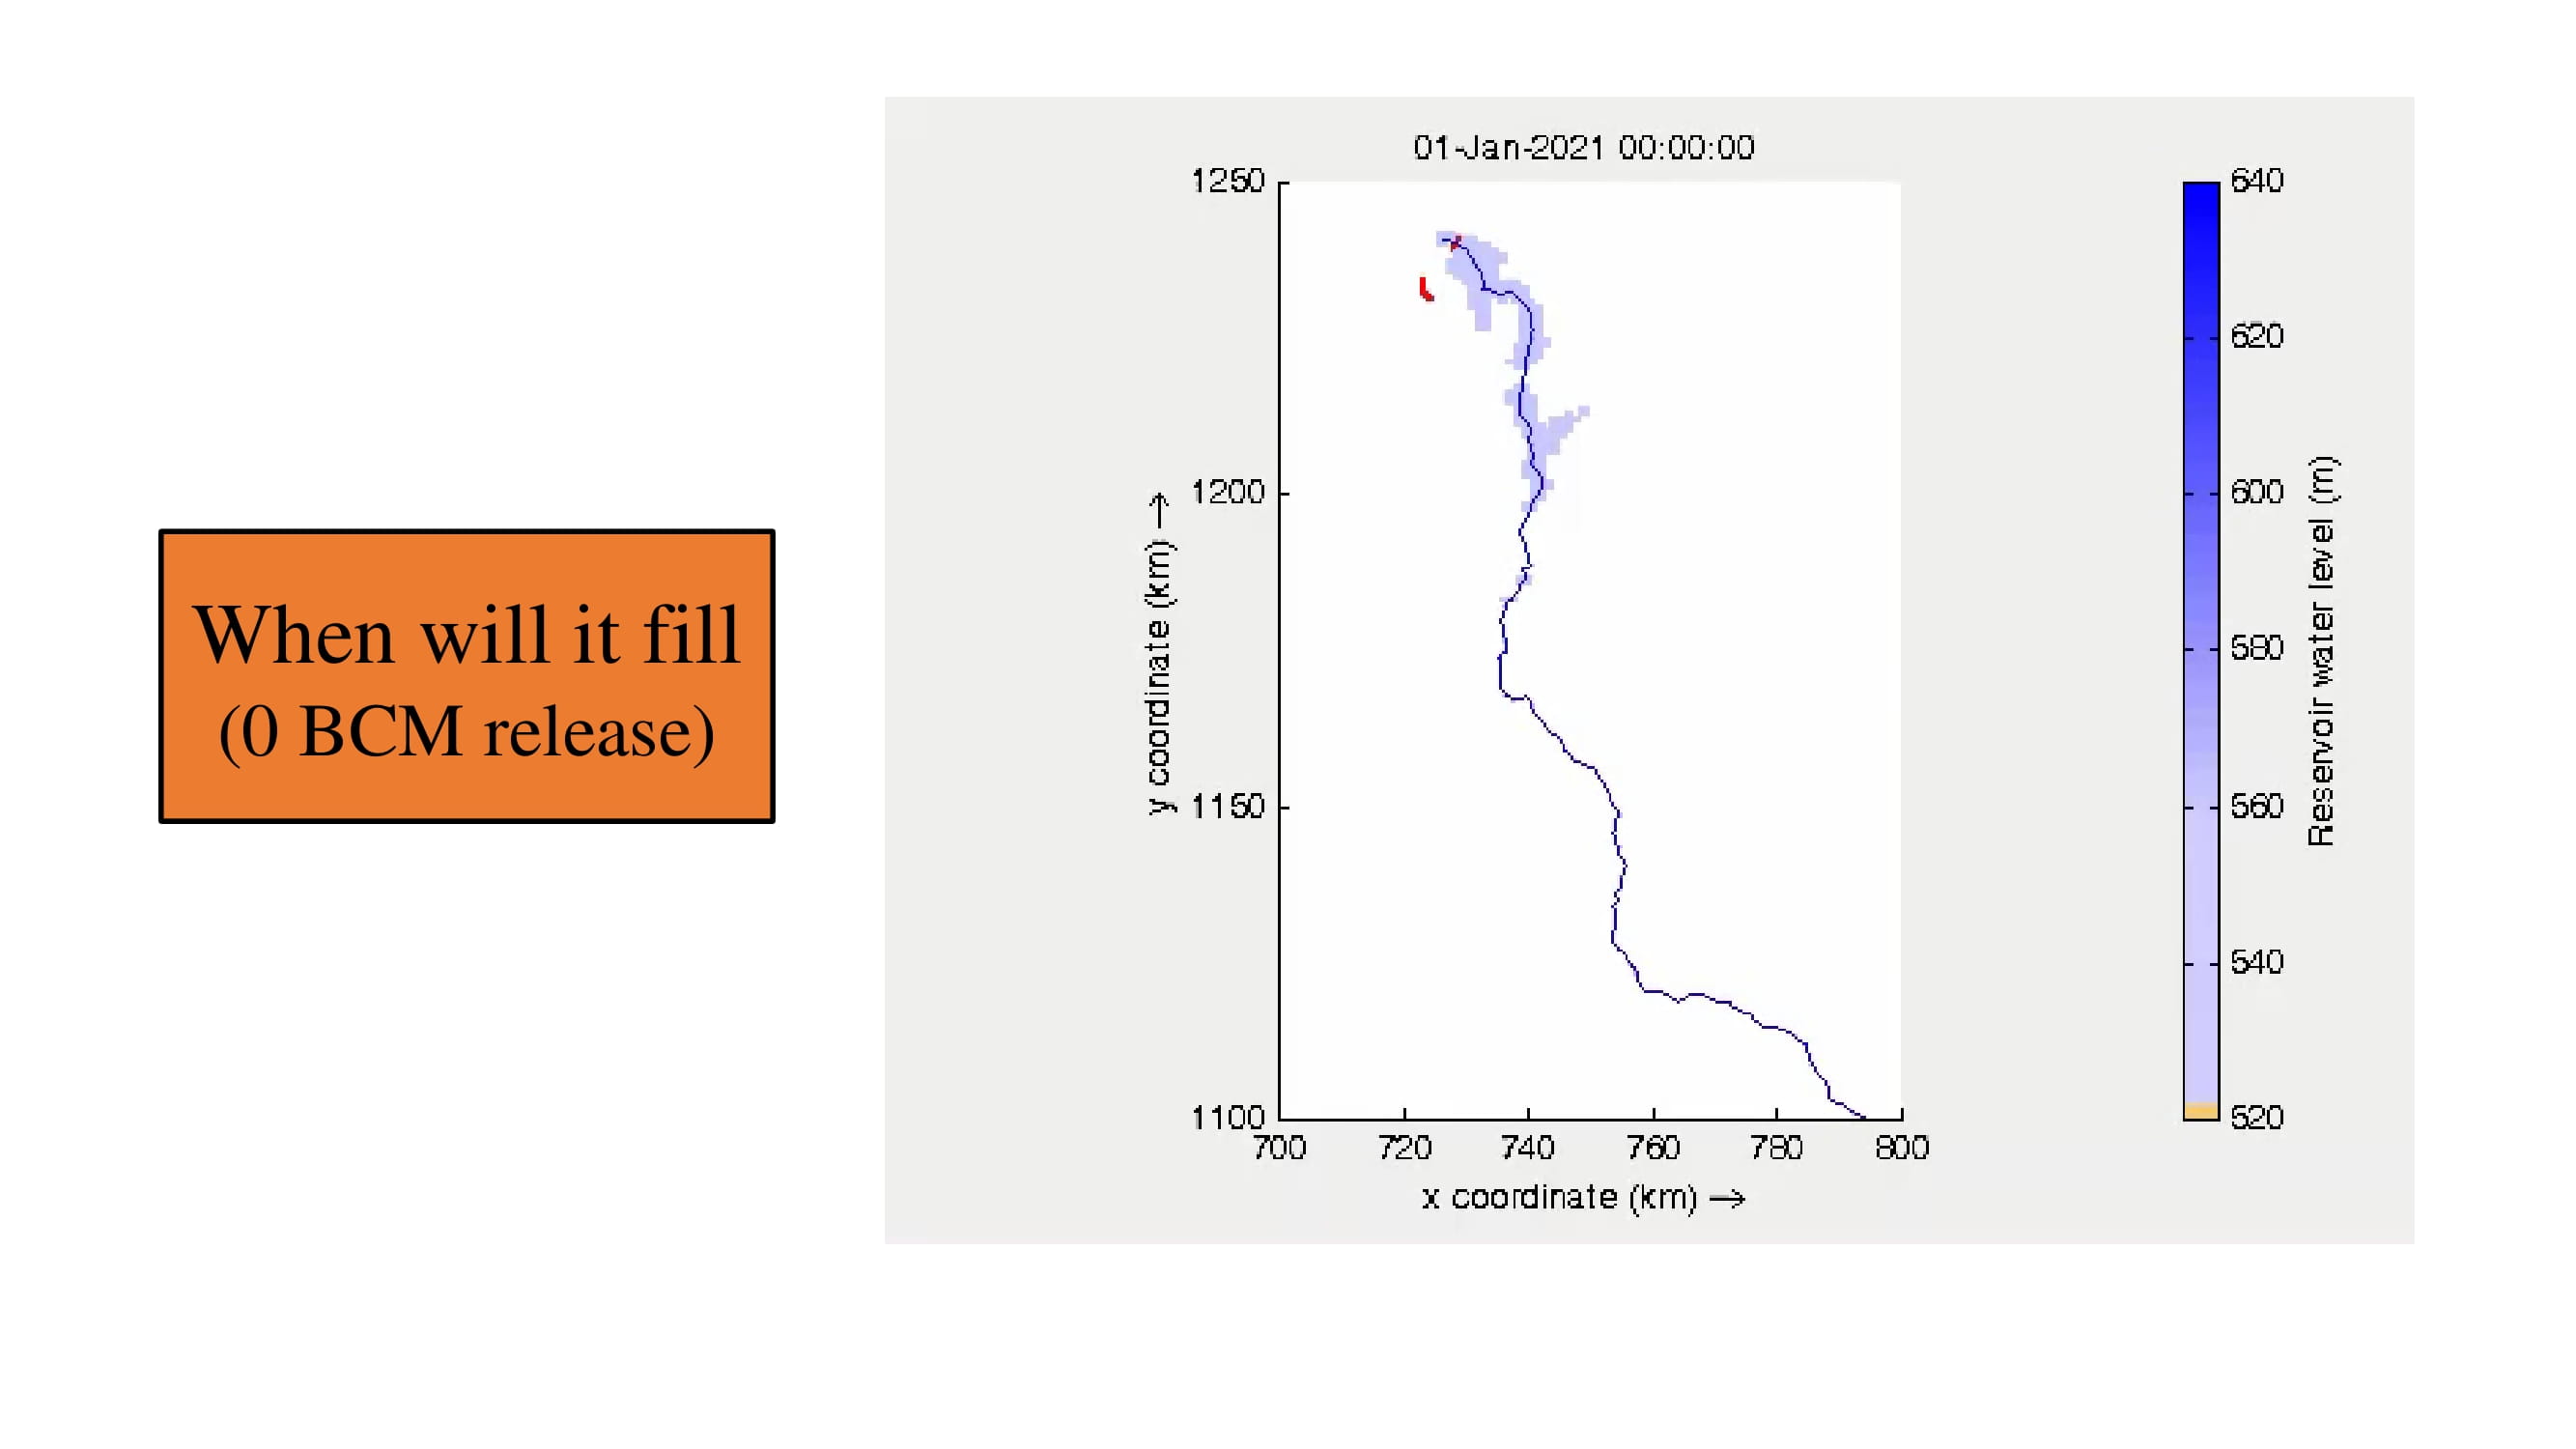 01-Jan-2021 00:00:00
1250
1200
1150
1100
y coordinate (km) →
700 720 740 760 780 800
x coordinate (km) →
640
620
600
580
560
540
520
Reservoir water level (m)
When will it fill
(0 BCM release)